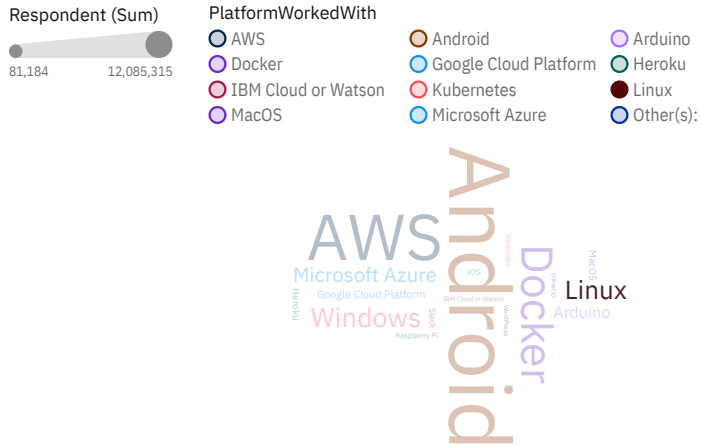 Respondent (Sum)
81,184 12,085,315
PlatformWorkedWith
AWS Android Arduino
Docker Google Cloud Platform Heroku
IBM Cloud or Watson Kubernetes Linux
MacOS Microsoft Azure Other(s):
Android
AWS
Kubernetes
iOS
Docker
MacOS
Microsoft Azure
Other(s):
Linux
Heroku
Google Cloud Platform
IBM Cloud or Watson
Windows
Slack
WordPress
Arduino
Raspberry Pi